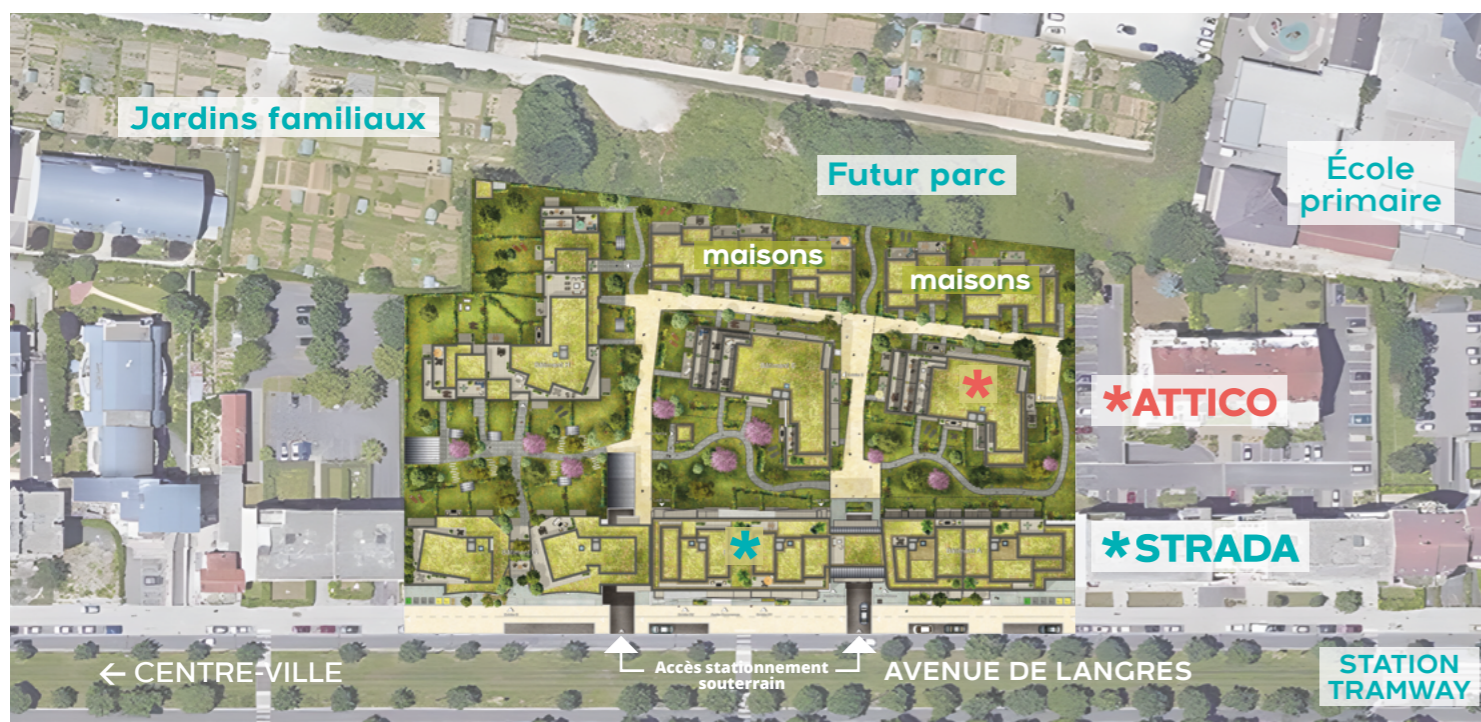 Jardins familiaux
Futur parc
École
primaire
maisons
maisons
*
*ATTICO
*
*STRADA
← CENTRE-VILLE
Accès stationnement
souterrain
AVENUE DE LANGRES
STATION
TRAMWAY